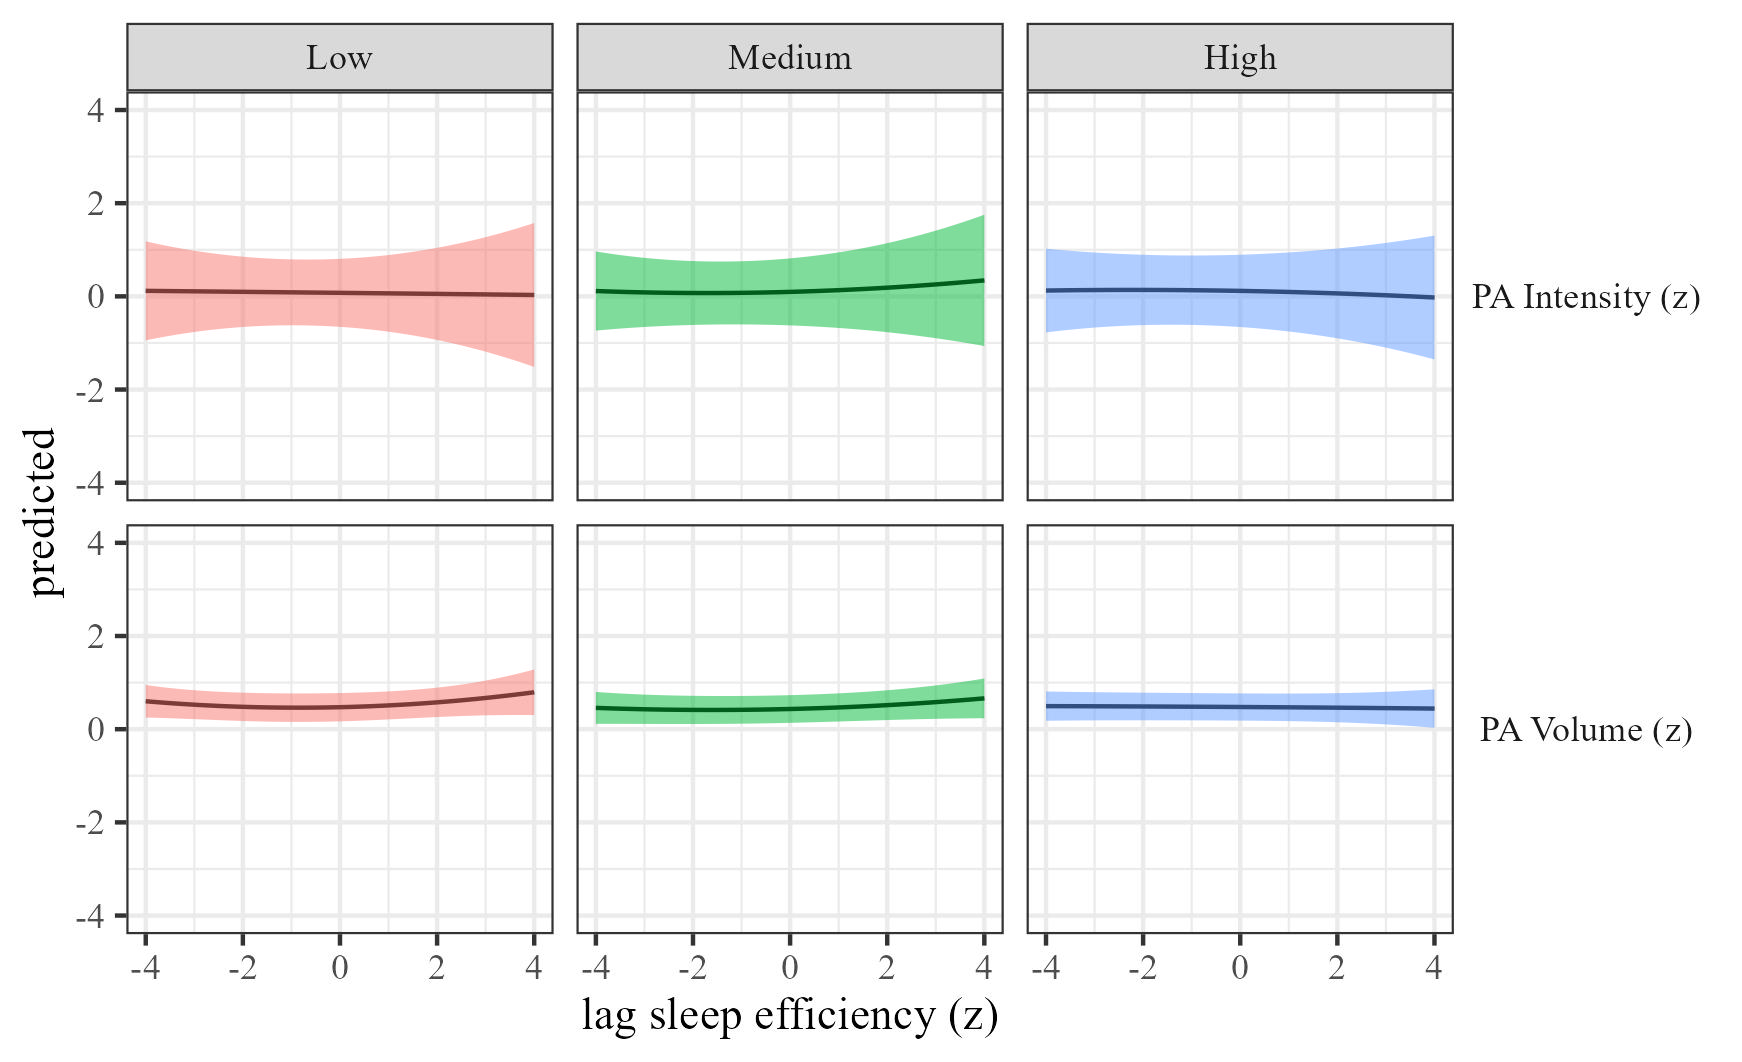 Low Medium High
4
2
0
-2
-4
PA Intensity (z)
predicted
4
2
0
-2
-4
PA Volume (z)
-4 -2 0 2 4 -4 -2 0 2 4 -4 -2 0 2 4
lag sleep efficiency (z)